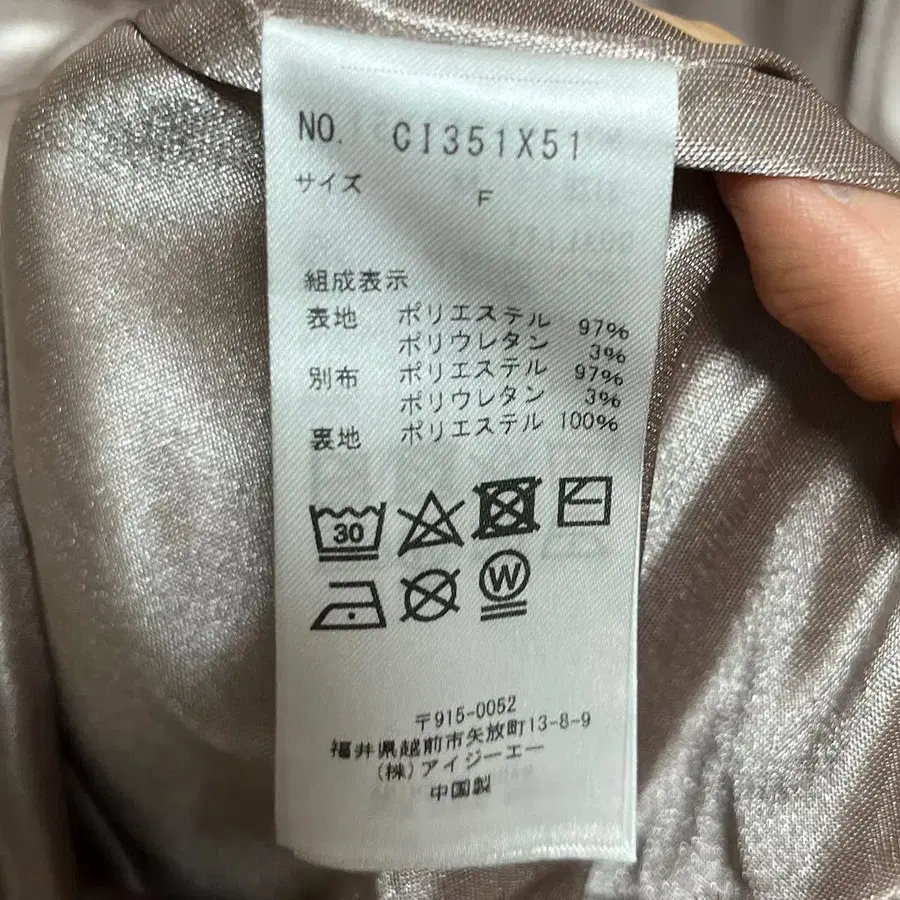 NO. CI351X51
サイズ F
組成表示
表地 ポリエステル 97%
ポリウレタン 3%
別布 ポリエステル 97%
ポリウレタン 3%
裏地 ポリエステル 100%
30
W
〒915-0052
福井県越前市矢放町13-8-9
(株)アイジーエー
中国製